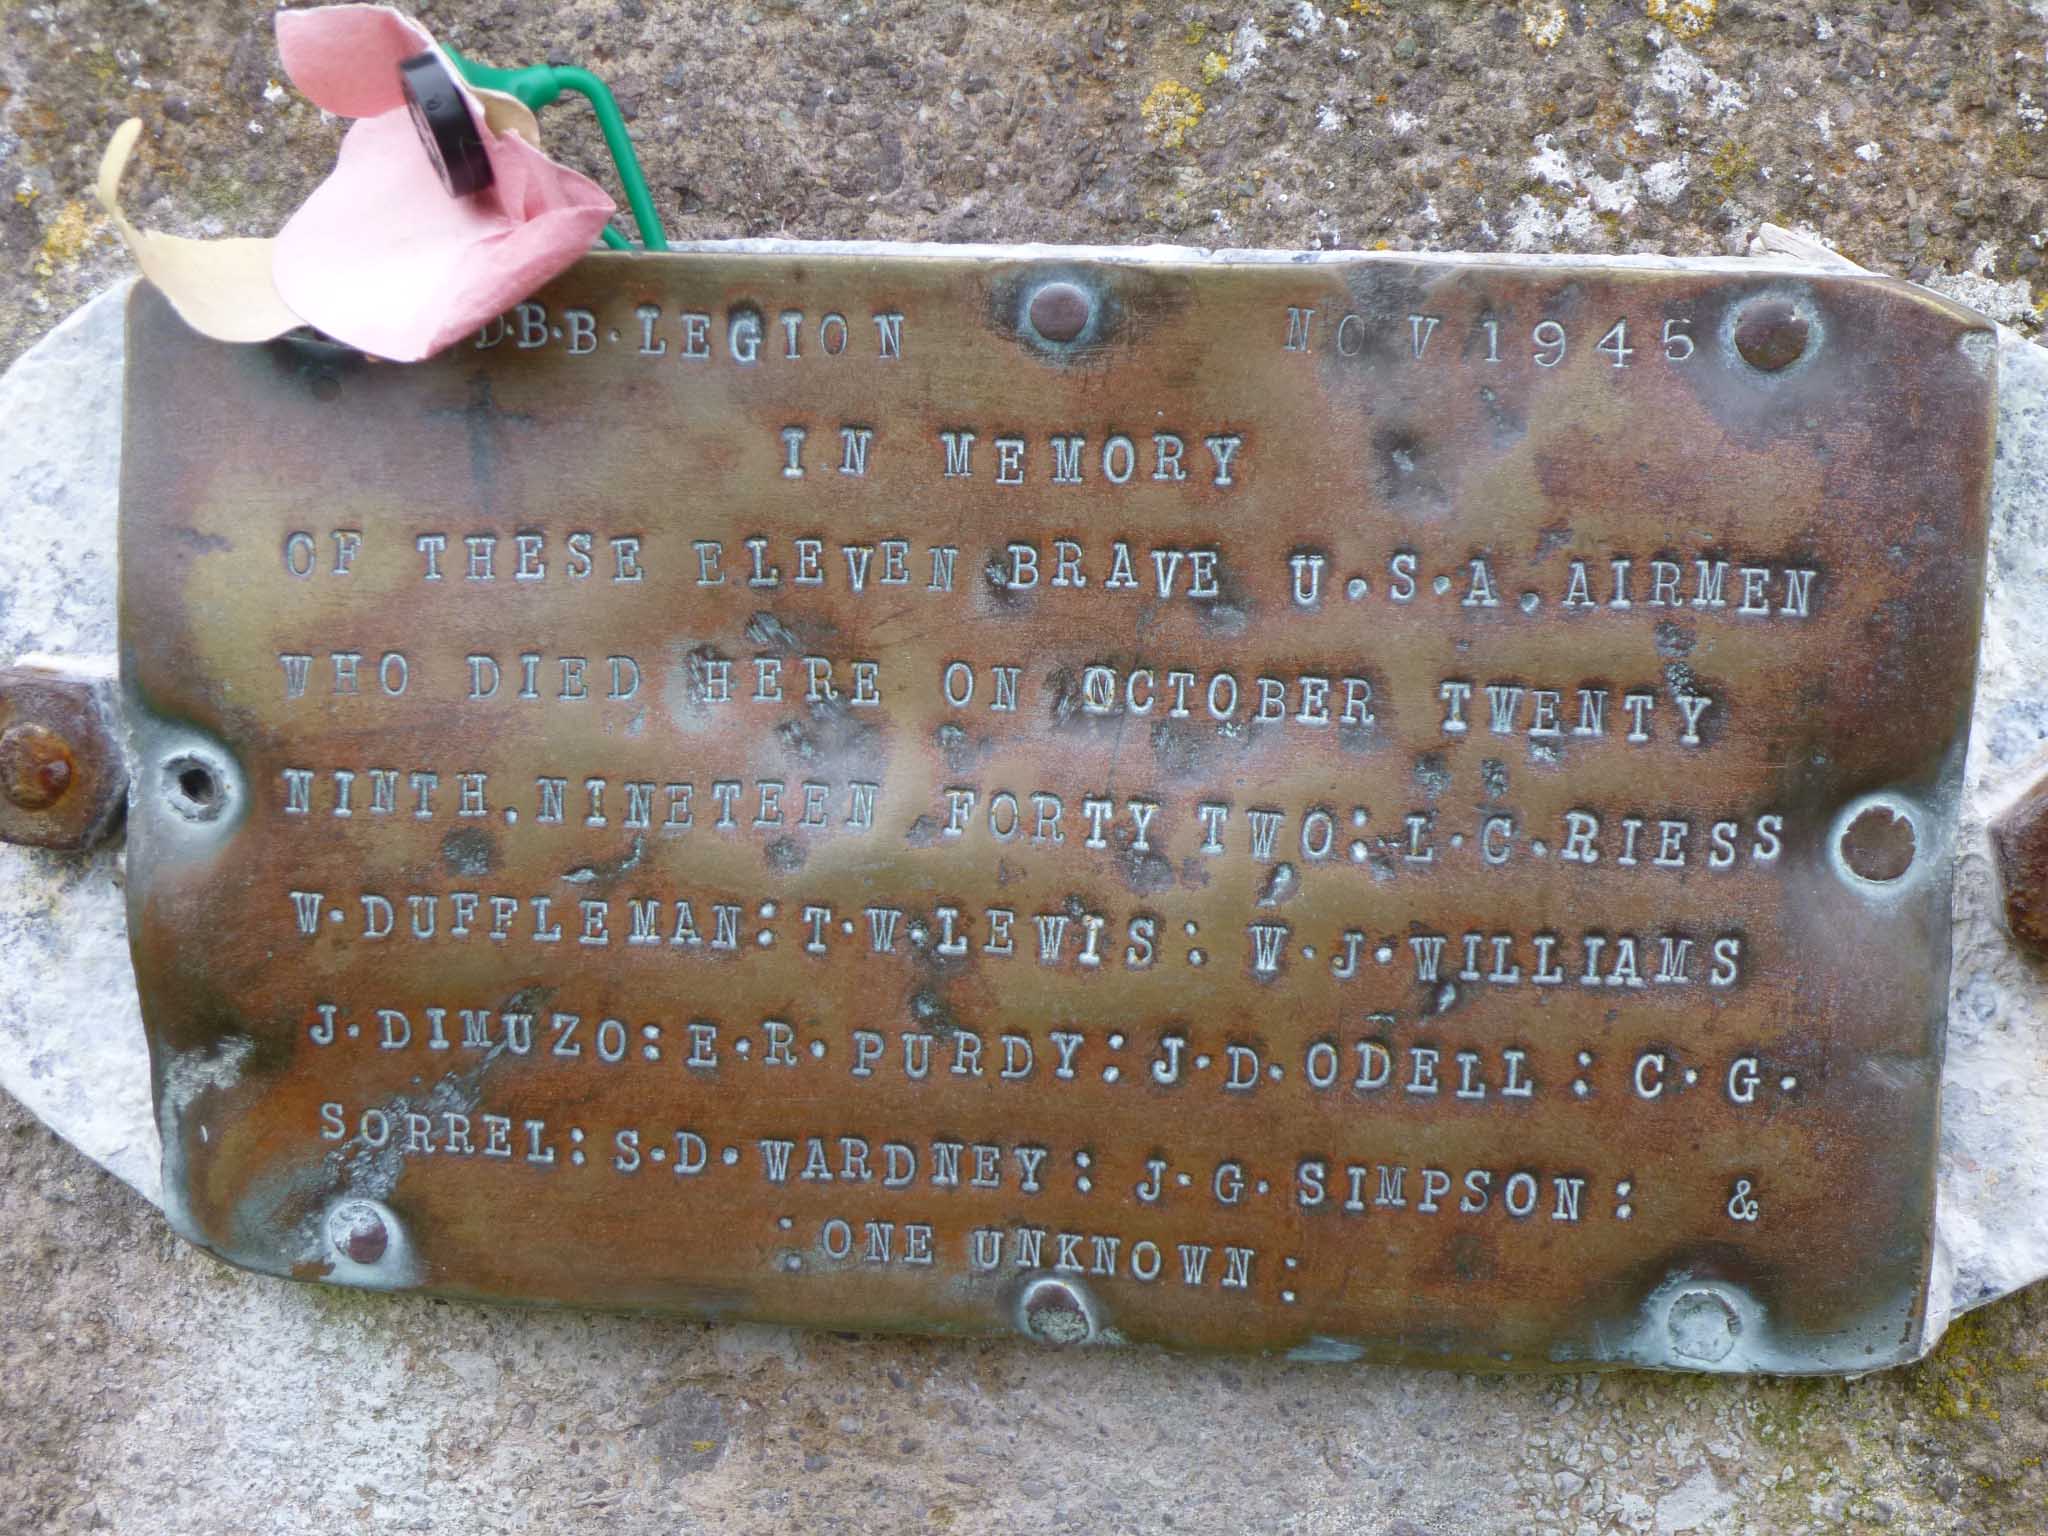 D.B.B. LEGION NOV 1945
IN MEMORY
OF THESE ELEVEN BRAVE U.S.A. AIRMEN
WHO DIED HERE ON OCTOBER TWENTY
NINTH, NINETEEN FORTY TWO: L.C. RIESS
W. DUFFLEMAN: T.W. LEWIS: W.J. WILLIAMS
J. DIMUZO: E.R. PURDY: J.D. ODELL: C.G.
SORREL: S.D. WARDNEY: J.G. SIMPSON: &
: ONE UNKNOWN :